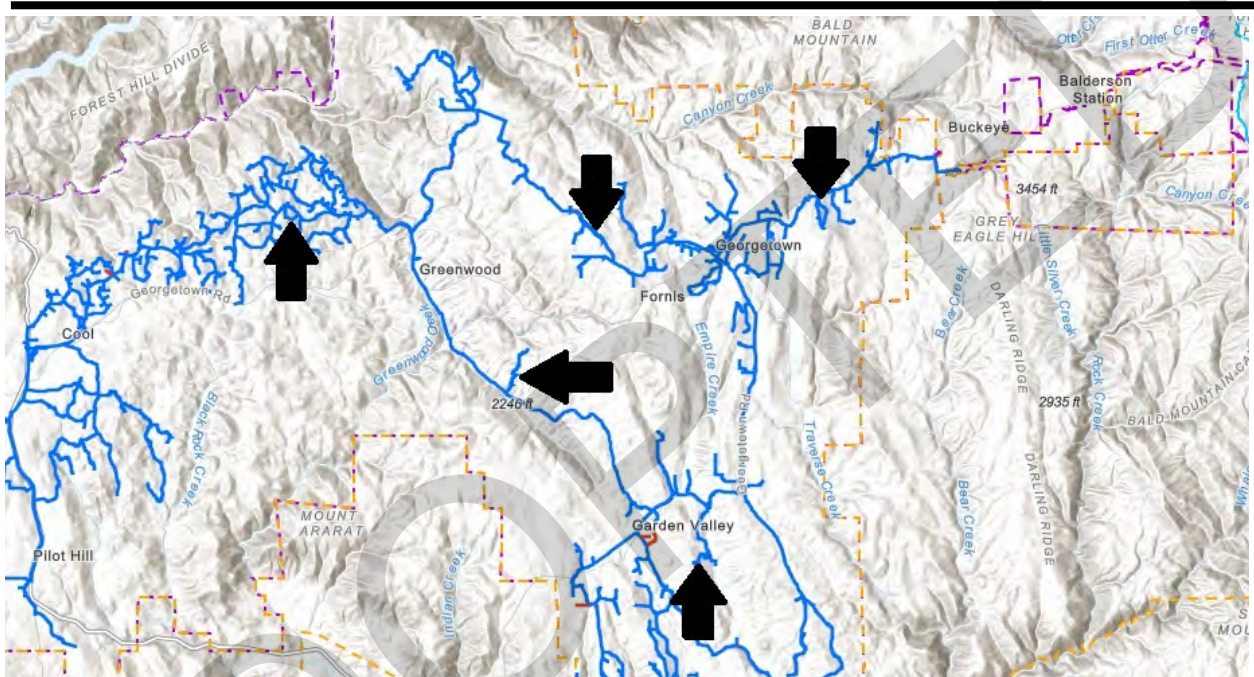 BALD
MOUNTAIN
Otter Creek
First Otter Creek
FOREST HILL DIVIDE
Canyon Creek
Balderson
Station
Buckeye
3454 ft
Canyon Cree
GREY
EAGLE HILL
Georgetown
Greenwood
Georgetown Rd
Fornis
Cool
Greenwood Creek
Empire Creek
Bear Creek
DARLING RIDGE
Little Silver Creek
Rock Creek
2246 ft
2935 ft
BALD MOUNTAIN CA
Black Rock Creek
Georgetown Rd
Traverse Creek
MOUNT
ARARAT
Garden Valley
Bear Creek
DARLING RIDGE
Pilot Hill
MOU